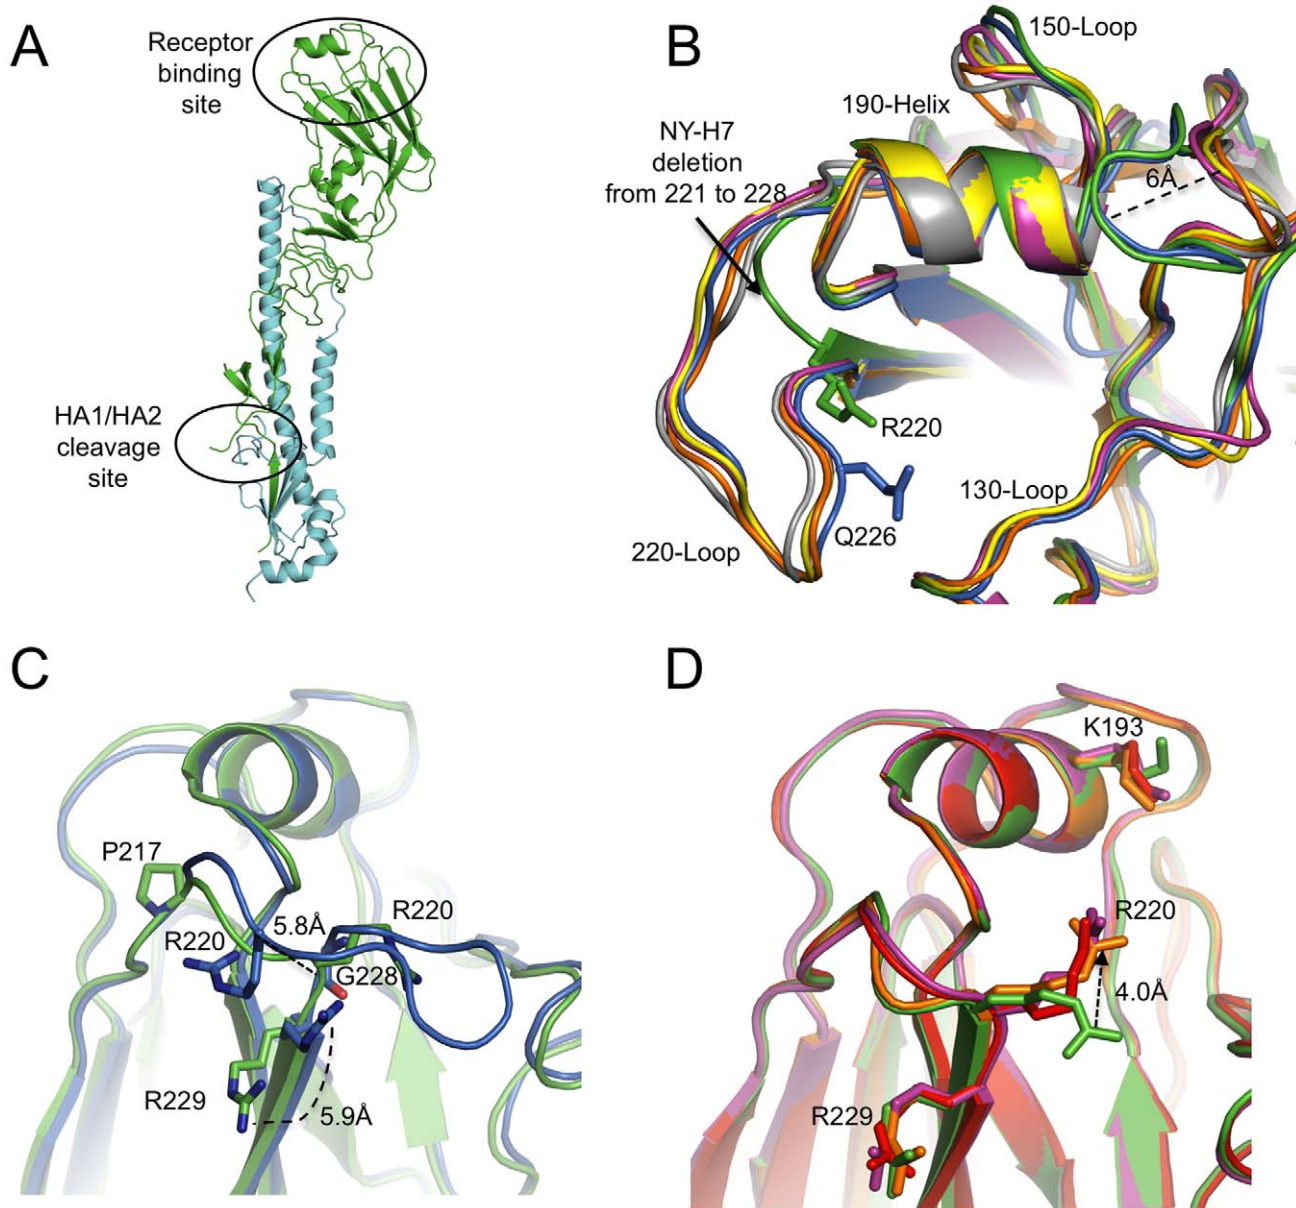 A
Receptor
binding
site
HA1/HA2
cleavage
site
B
150-Loop
190-Helix
NY-H7
deletion
from 221 to 228
6Å
R220
Q226
130-Loop
220-Loop
C
P217
5.8Å
R220
R220
G228
R229
5.9Å
D
K193
R220
4.0Å
R229